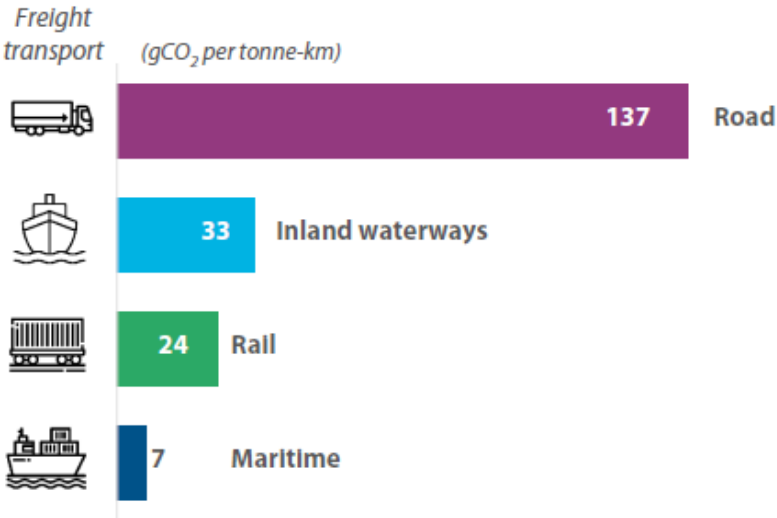 Freight
transport (gCO₂ per tonne-km)
137 Road
33 Inland waterways
24 Rail
7 Maritime